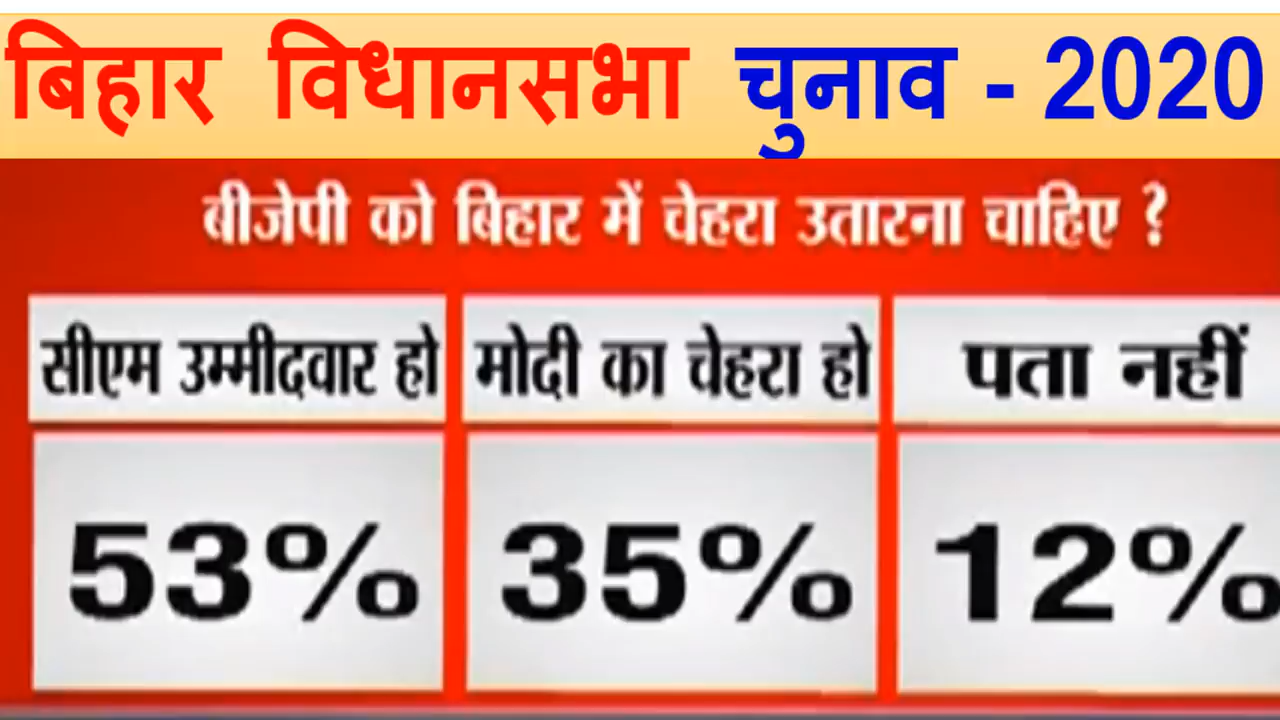 बिहार विधानसभा चुनाव - 2020
बीजेपी को बिहार में चेहरा उतारना चाहिए ?
सीएम उम्मीदवार हो मोदी का चेहरा हो पता नहीं
53% 35% 12%